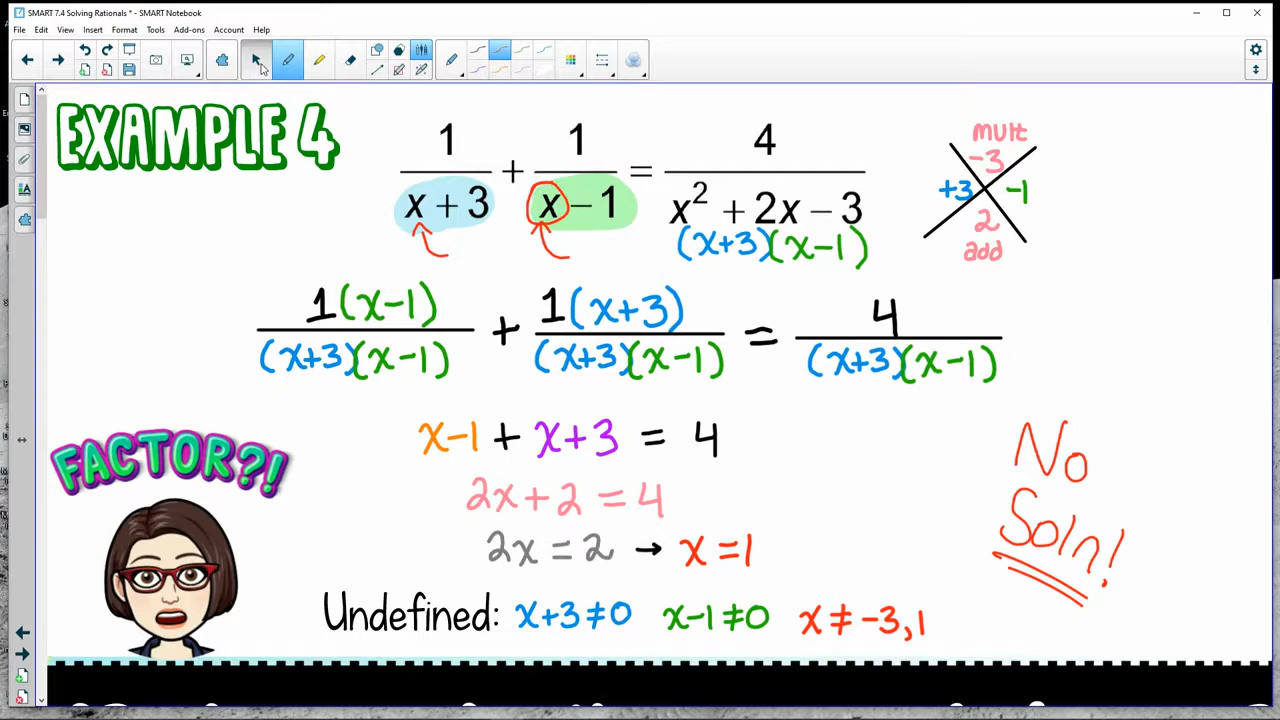 SMART 7.4 Solving Rationals * - SMART Notebook
File Edit View Insert Format Tools Add-ons Account Help
EXAMPLE 4
1/(x + 3) + 1/(x − 1) = 4/(x² + 2x − 3)
(x+3)(x−1)
mult
-3
+3 -1
2
add
1(x−1)/((x+3)(x−1)) + 1(x+3)/((x+3)(x−1)) = 4/((x+3)(x−1))
x−1 + x+3 = 4
FACTOR?!
2x+2 = 4
2x = 2 → x = 1
No
Soln!
Undefined: x+3≠0 x−1≠0 x≠ -3,1